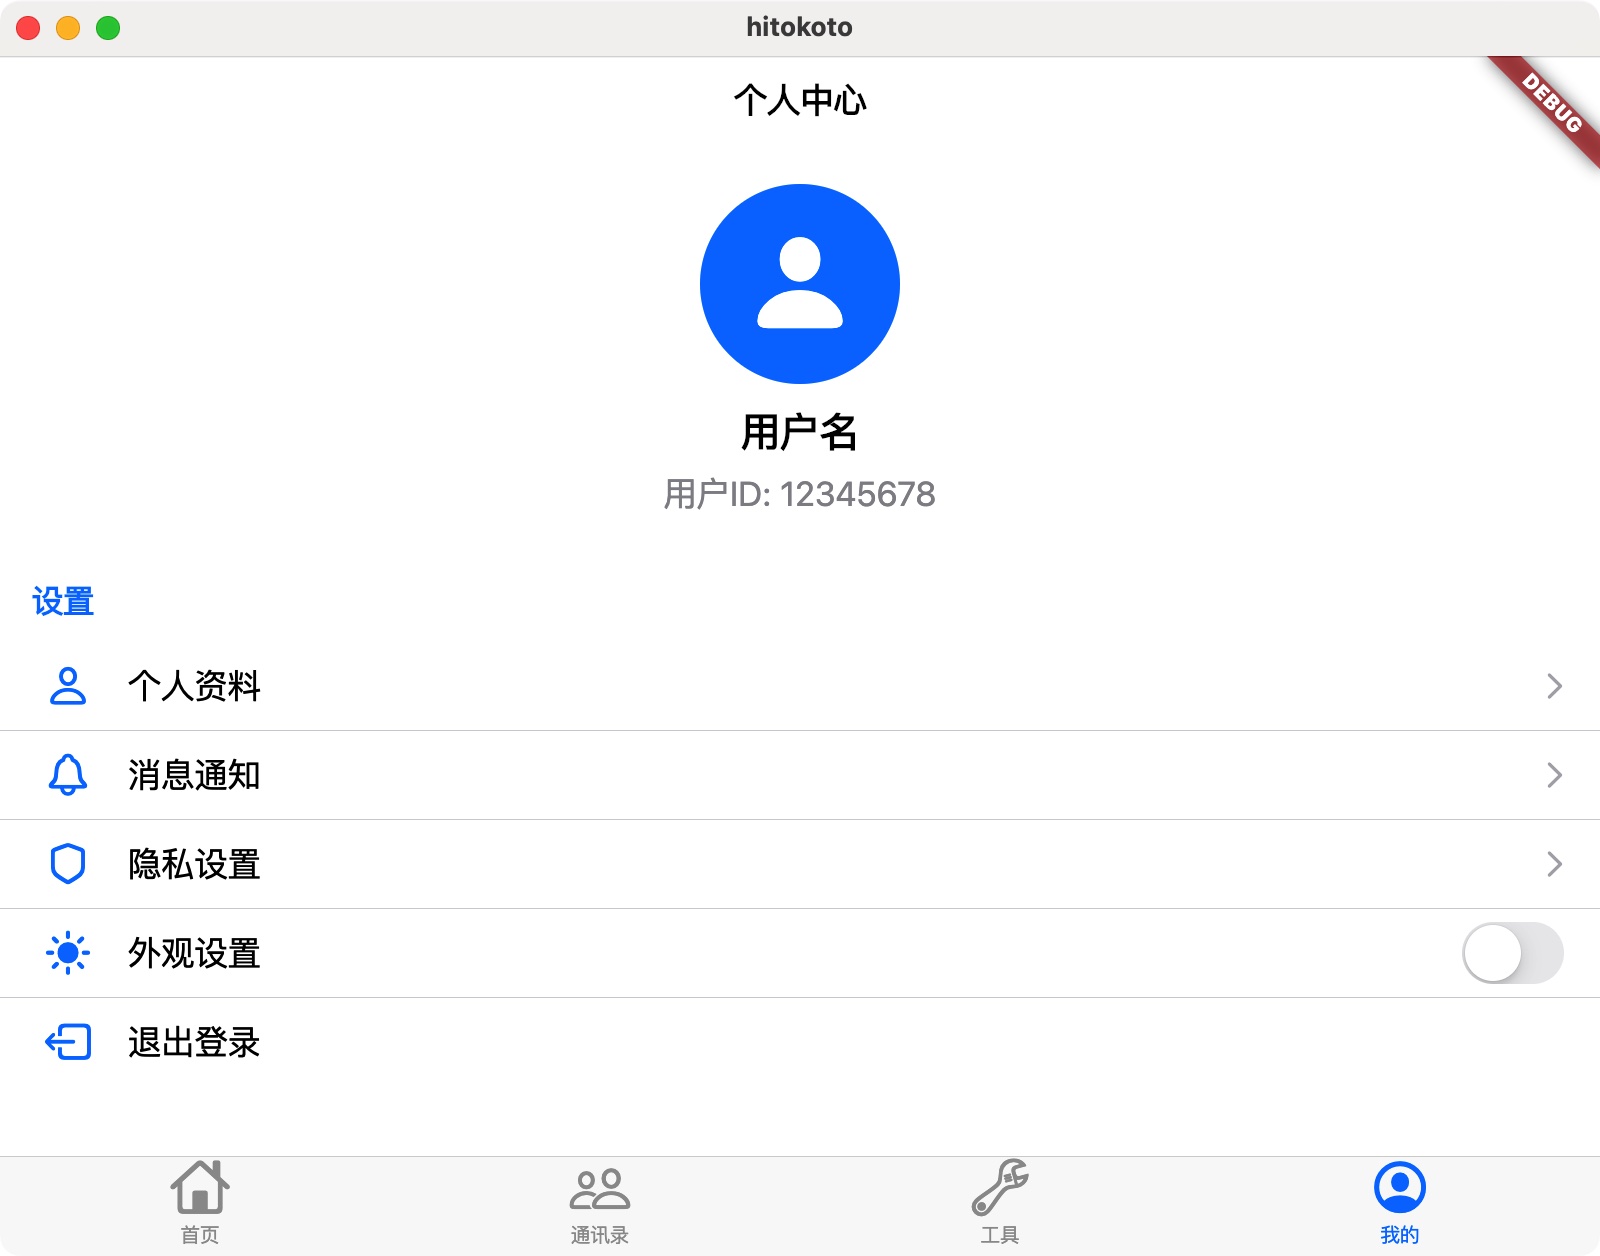 hitokoto
个人中心
DEBUG
用户名
用户ID: 12345678
设置
个人资料
消息通知
隐私设置
外观设置
退出登录
首页
通讯录
工具
我的